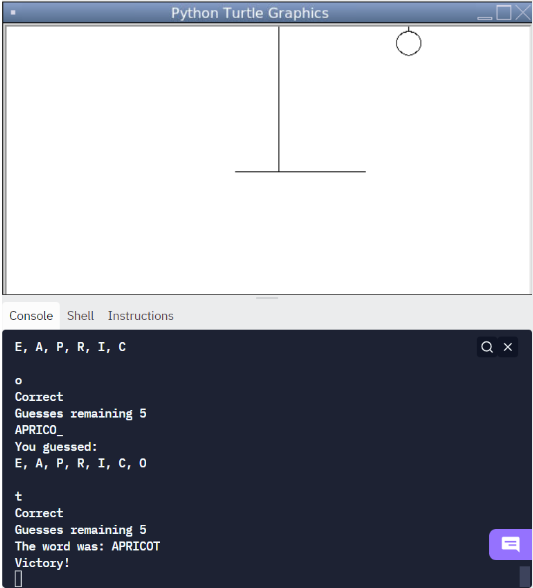 Python Turtle Graphics
Console Shell Instructions
E, A, P, R, I, C
o
Correct
Guesses remaining 5
APRICO_
You guessed:
E, A, P, R, I, C, O
t
Correct
Guesses remaining 5
The word was: APRICOT
Victory!